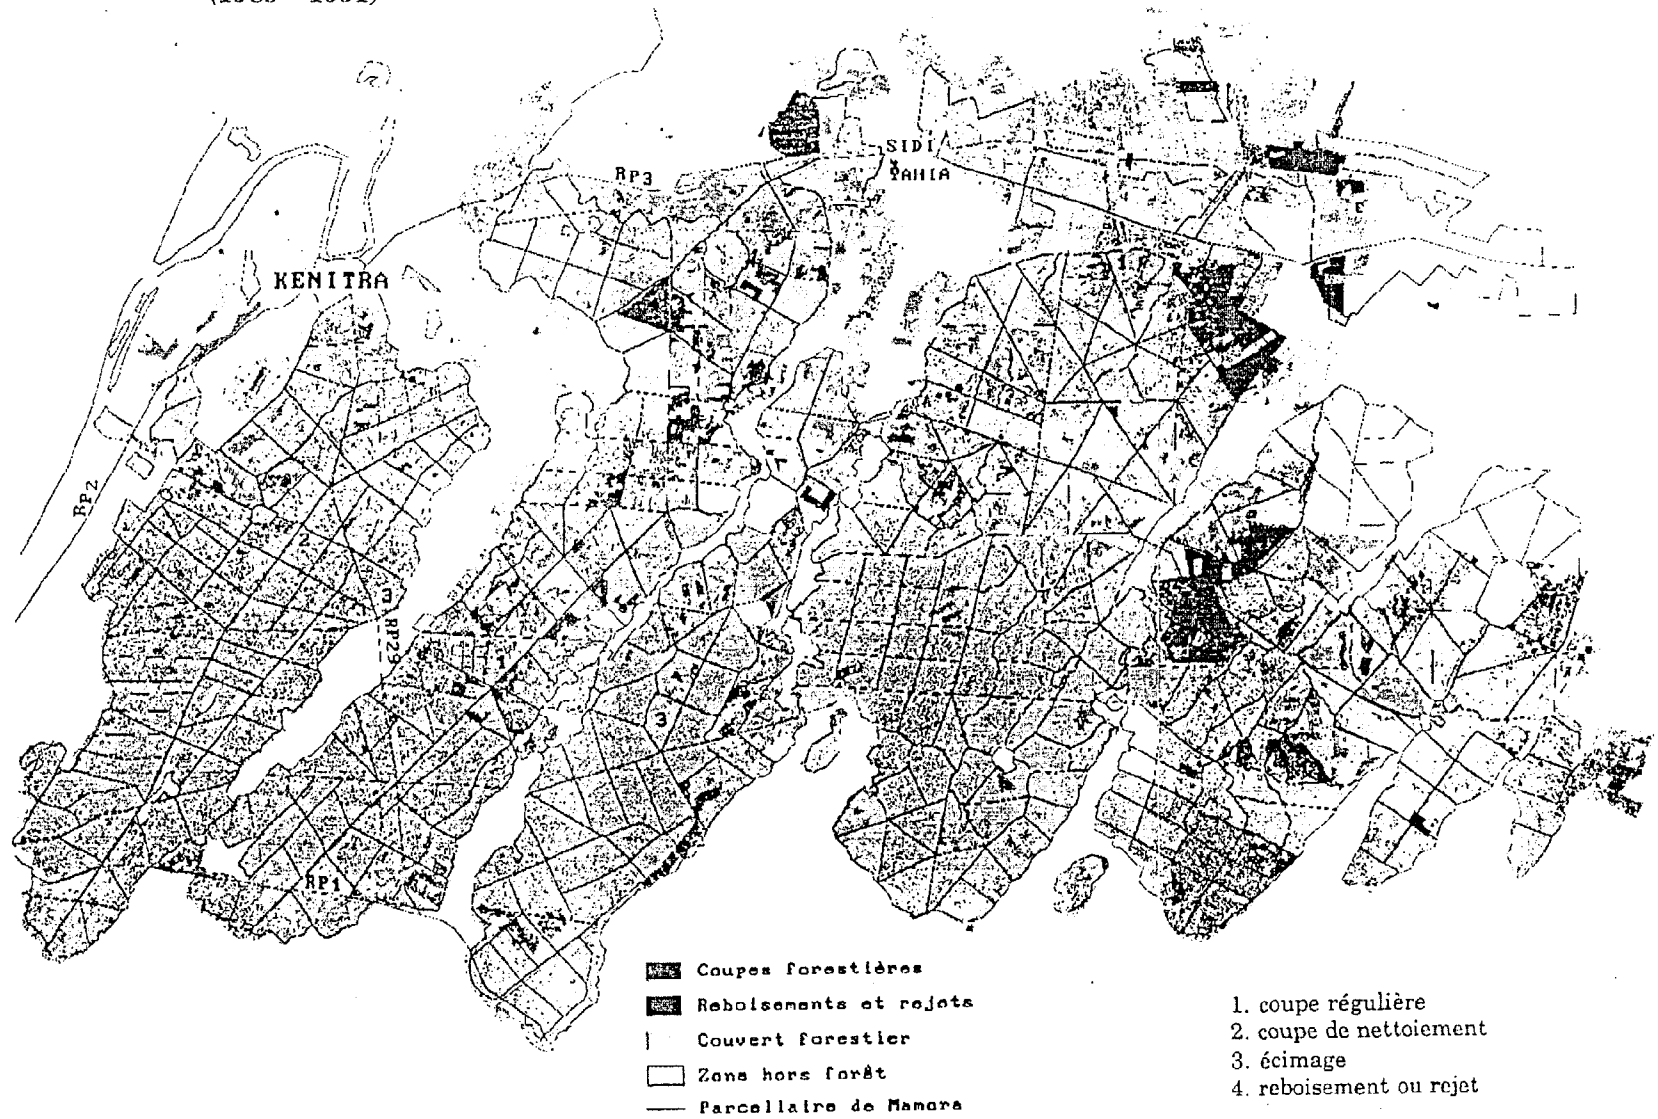 SIDI
YAHIA
RP3
KENITRA
RP2
2
3
RP29
1
3
RP1
Coupes forestières
Reboisements et rejets
Couvert forestier
Zone hors forêt
Parcellaire de Mamora
1. coupe régulière
2. coupe de nettoiement
3. écimage
4. reboisement ou rejet